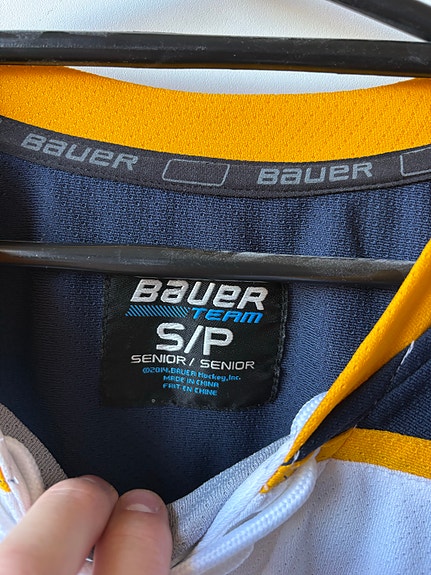 BAUER BAUER
BAUER
TEAM
S/P
SENIOR / SENIOR
©2014.BAUER Hockey,Inc.
MADE IN CHINA
FAIT EN CHINE